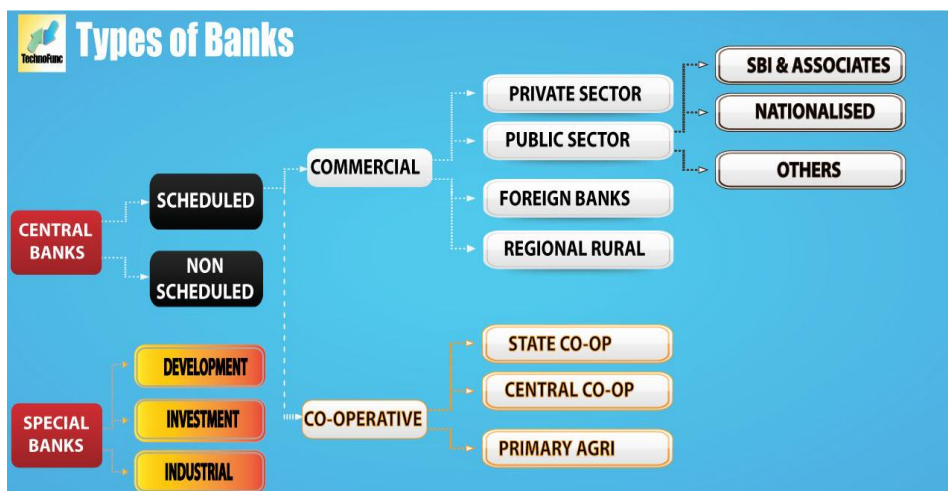 TechnoFunc
Types of Banks
CENTRAL
BANKS
SCHEDULED
NON
SCHEDULED
COMMERCIAL
PRIVATE SECTOR
PUBLIC SECTOR
FOREIGN BANKS
REGIONAL RURAL
SBI & ASSOCIATES
NATIONALISED
OTHERS
SPECIAL
BANKS
DEVELOPMENT
INVESTMENT
INDUSTRIAL
CO-OPERATIVE
STATE CO-OP
CENTRAL CO-OP
PRIMARY AGRI